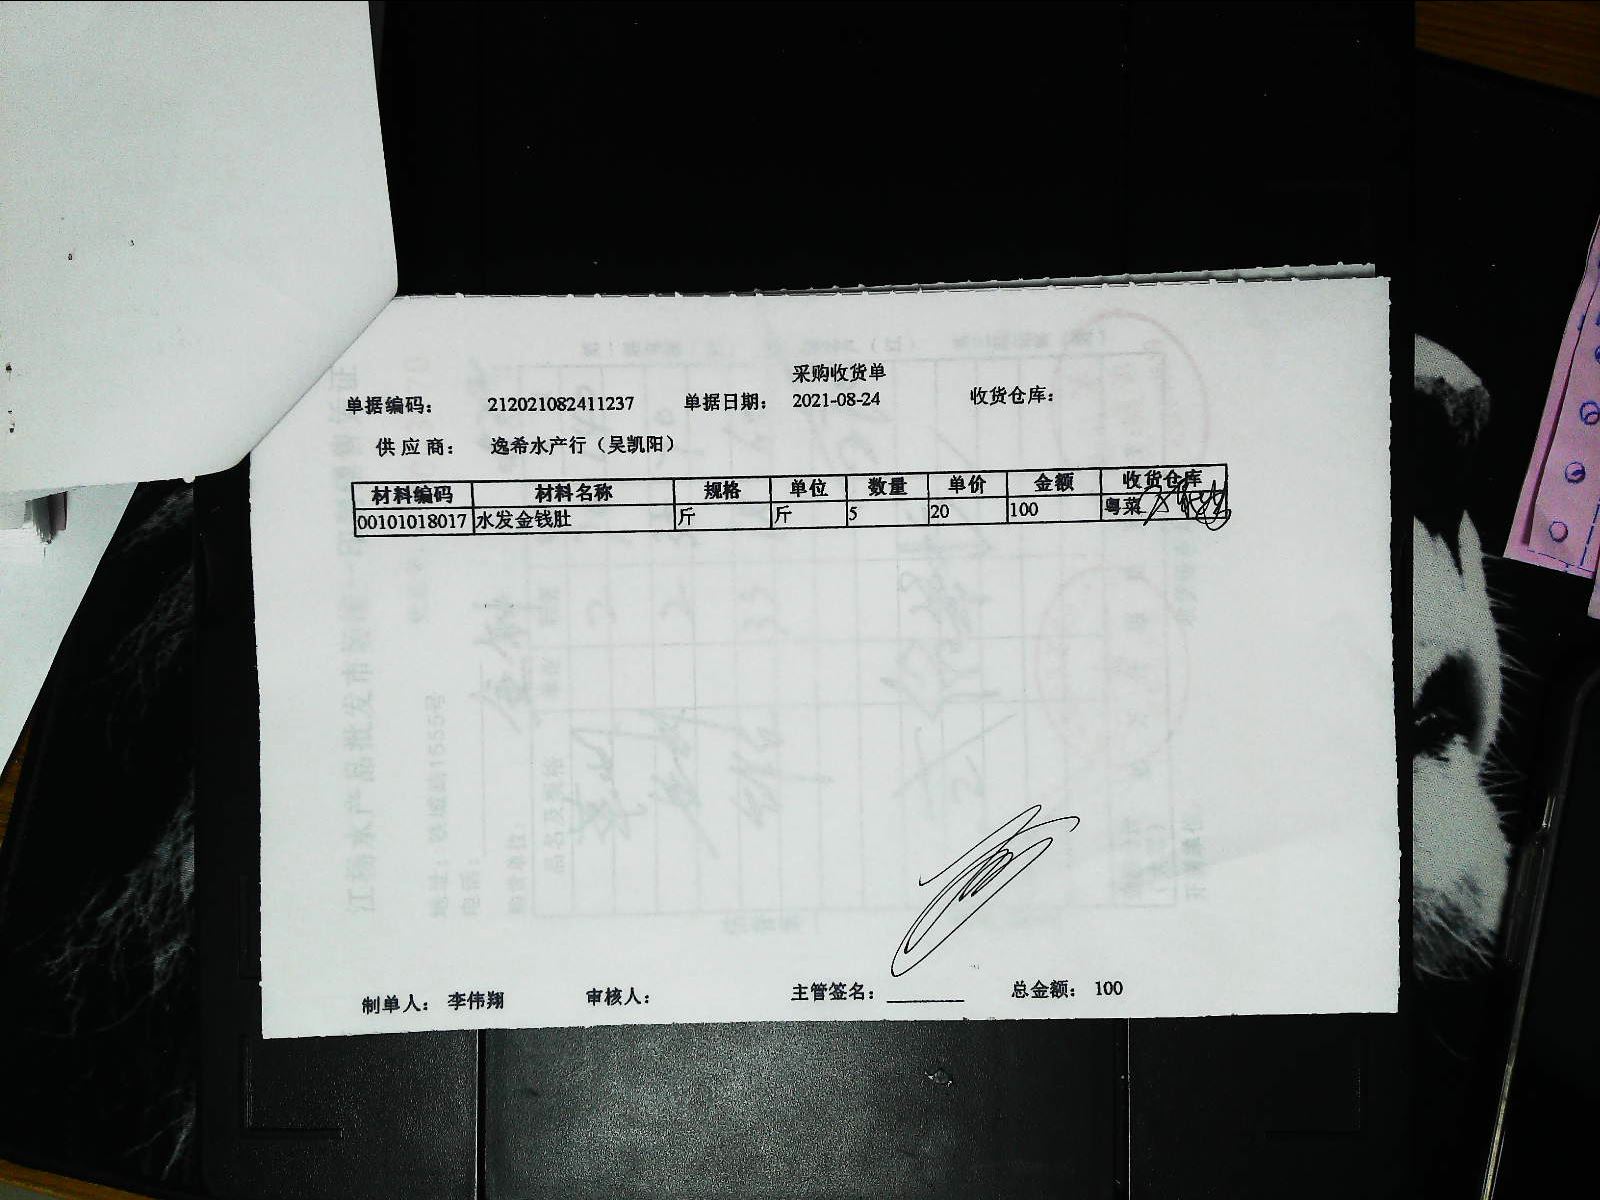 采购收货单
单据编码： 212021082411237 单据日期： 2021-08-24 收货仓库：
供应商： 逸希水产行（吴凯阳）
材料编码 材料名称 规格 单位 数量 单价 金额 收货仓库
00101018017 水发金钱肚 斤 斤 5 20 100 粤菜
制单人： 李伟翔 审核人： 主管签名： 总金额： 100